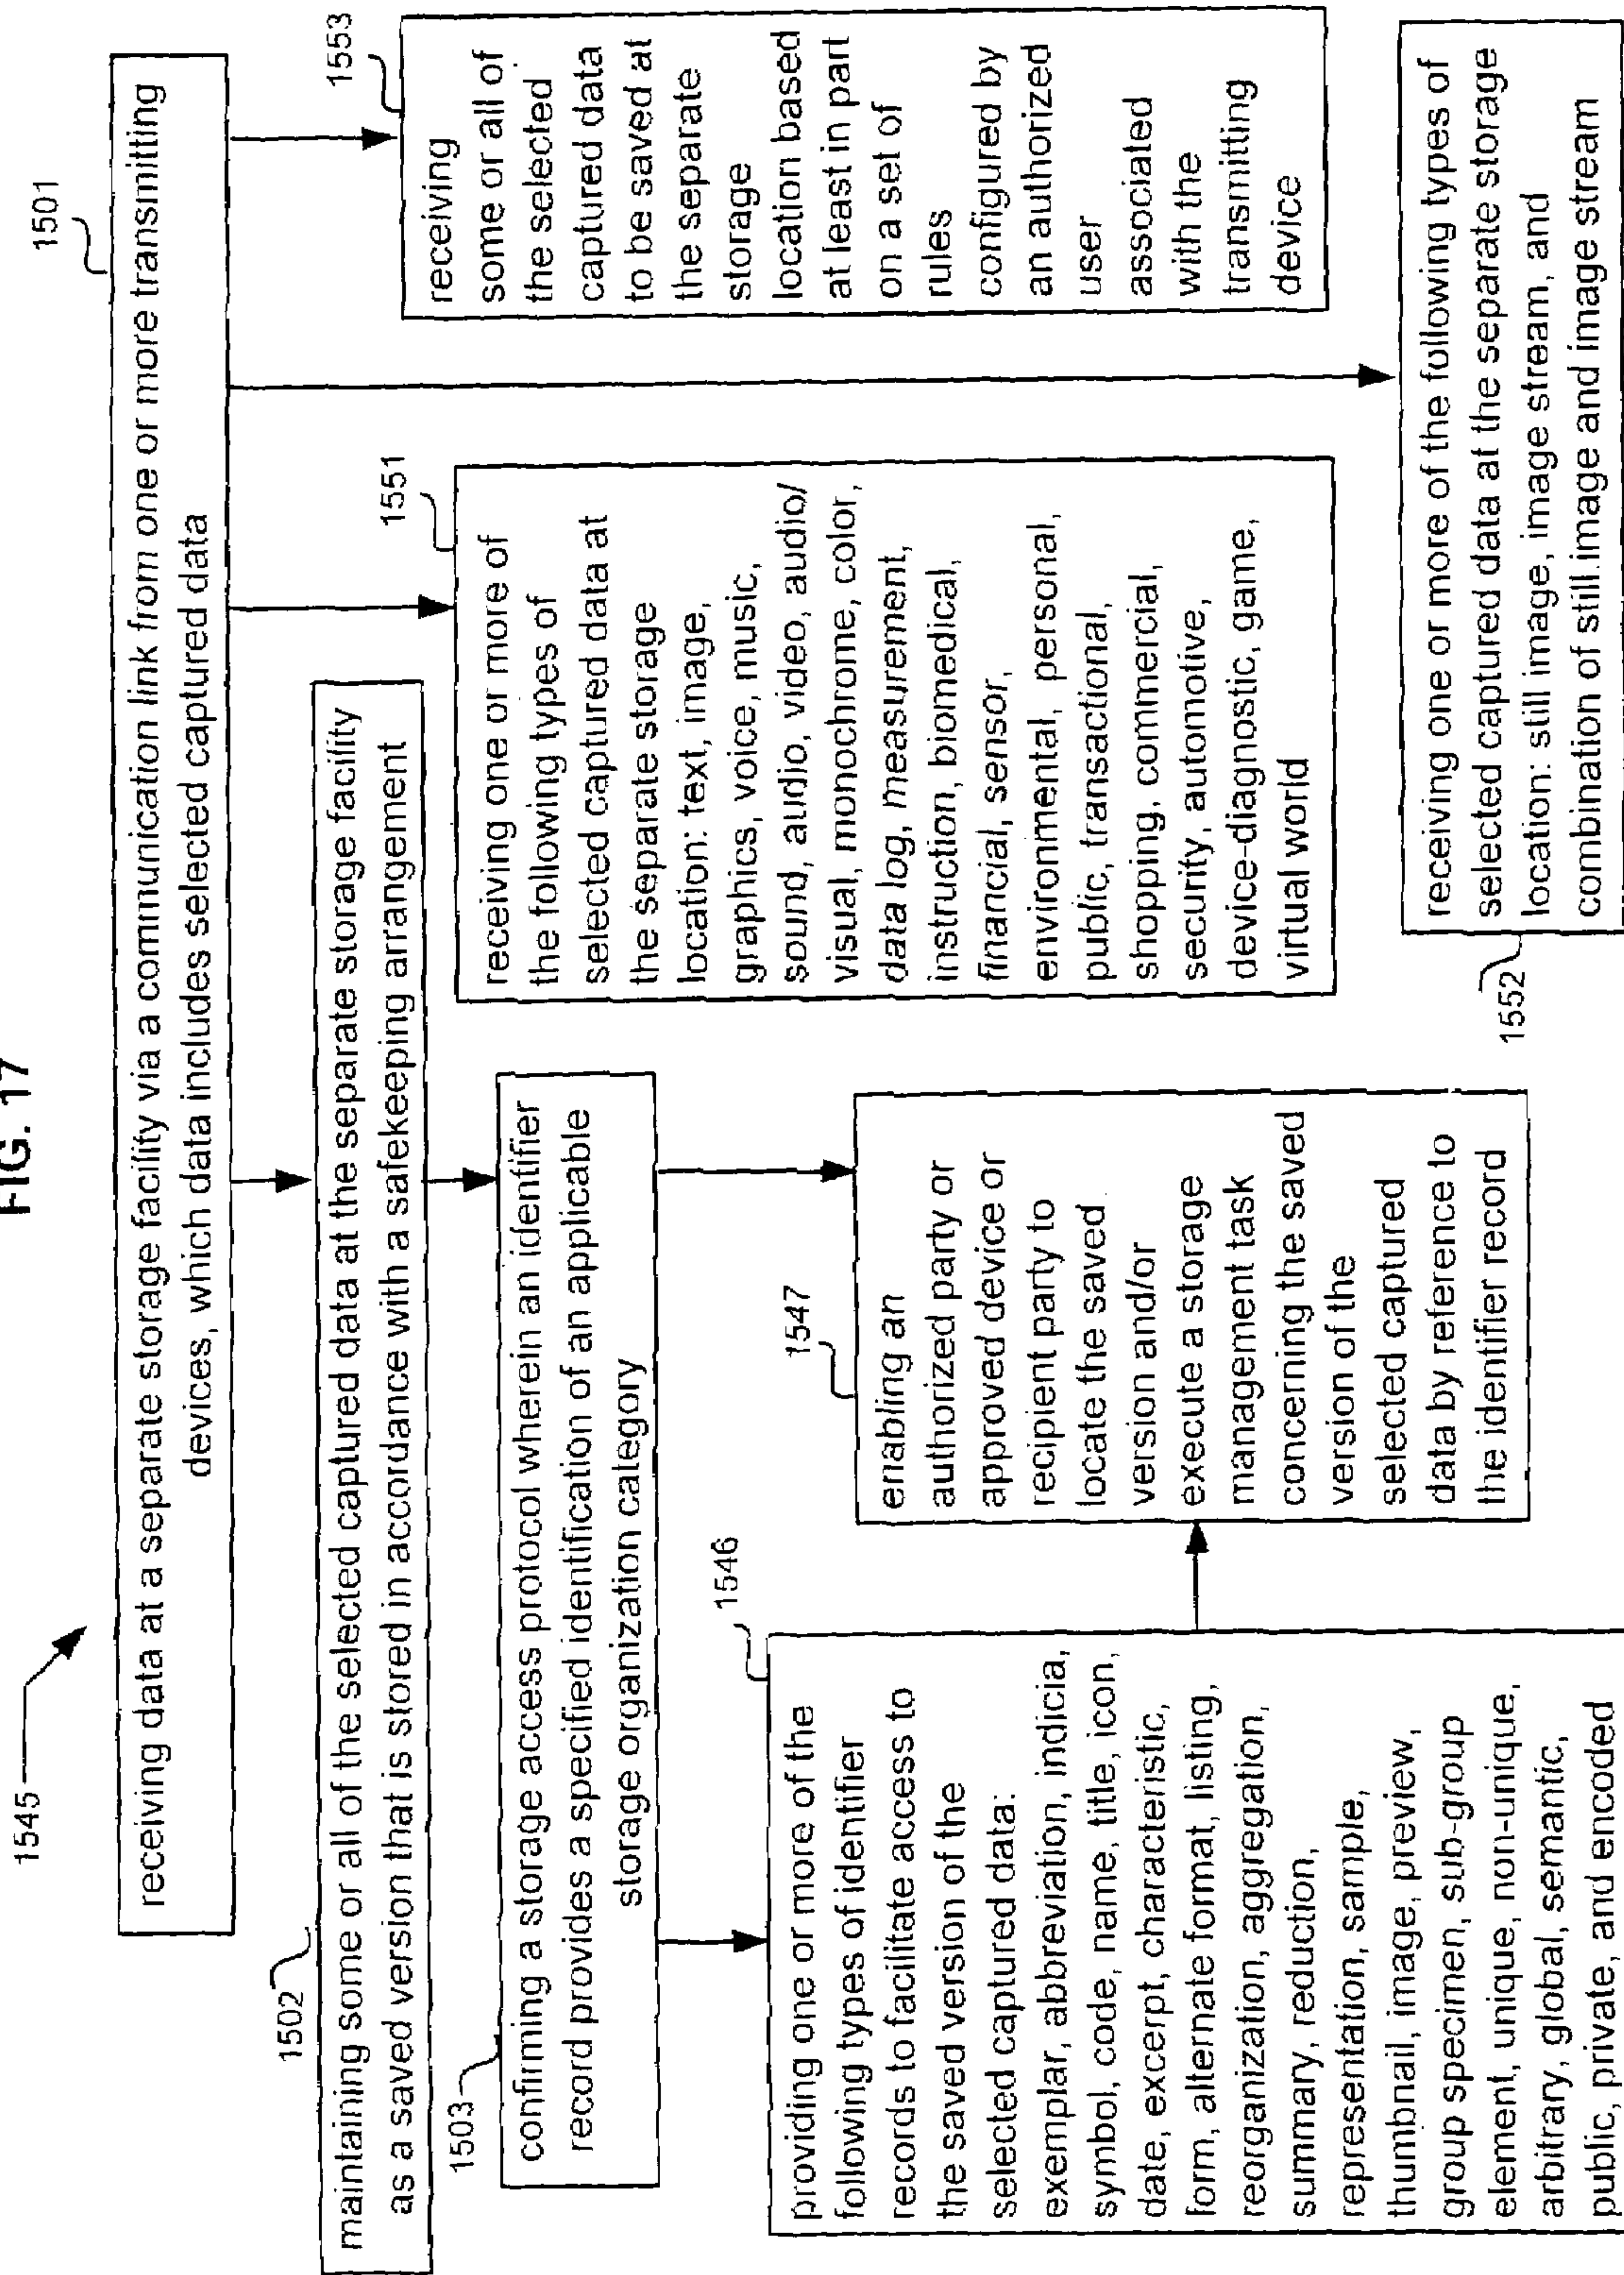 FIG. 17
1545
1501
receiving data at a separate storage facility via a communication link from one or more transmitting
devices, which data includes selected captured data
1502
maintaining some or all of the selected captured data at the separate storage facility
as a saved version that is stored in accordance with a safekeeping arrangement
1503
confirming a storage access protocol wherein an identifier
record provides a specified identification of an applicable
storage organization category
1546
providing one or more of the
following types of identifier
records to facilitate access to
the saved version of the
selected captured data:
exemplar, abbreviation, indicia,
symbol, code, name, title, icon,
date, excerpt, characteristic,
form, alternate format, listing,
reorganization, aggregation,
summary, reduction,
representation, sample,
thumbnail, image, preview,
group specimen, sub-group
element, unique, non-unique,
arbitrary, global, semantic,
public, private, and encoded
1547
enabling an
authorized party or
approved device or
recipient party to
locate the saved
version and/or
execute a storage
management task
concerning the saved
version of the
selected captured
data by reference to
the identifier record
1551
receiving one or more of
the following types of
selected captured data at
the separate storage
location: text, image,
graphics, voice, music,
sound, audio, video, audio/
visual, monochrome, color,
data log, measurement,
instruction, biomedical,
financial, sensor,
environmental, personal,
public, transactional,
shopping, commercial,
security, automotive,
device-diagnostic, game,
virtual world
1553
receiving
some or all of
the selected
captured data
to be saved at
the separate
storage
location based
at least in part
on a set of
rules
configured by
an authorized
user
associated
with the
transmitting
device
1552
receiving one or more of the following types of
selected captured data at the separate storage
location: still image, image stream, and
combination of still image and image stream